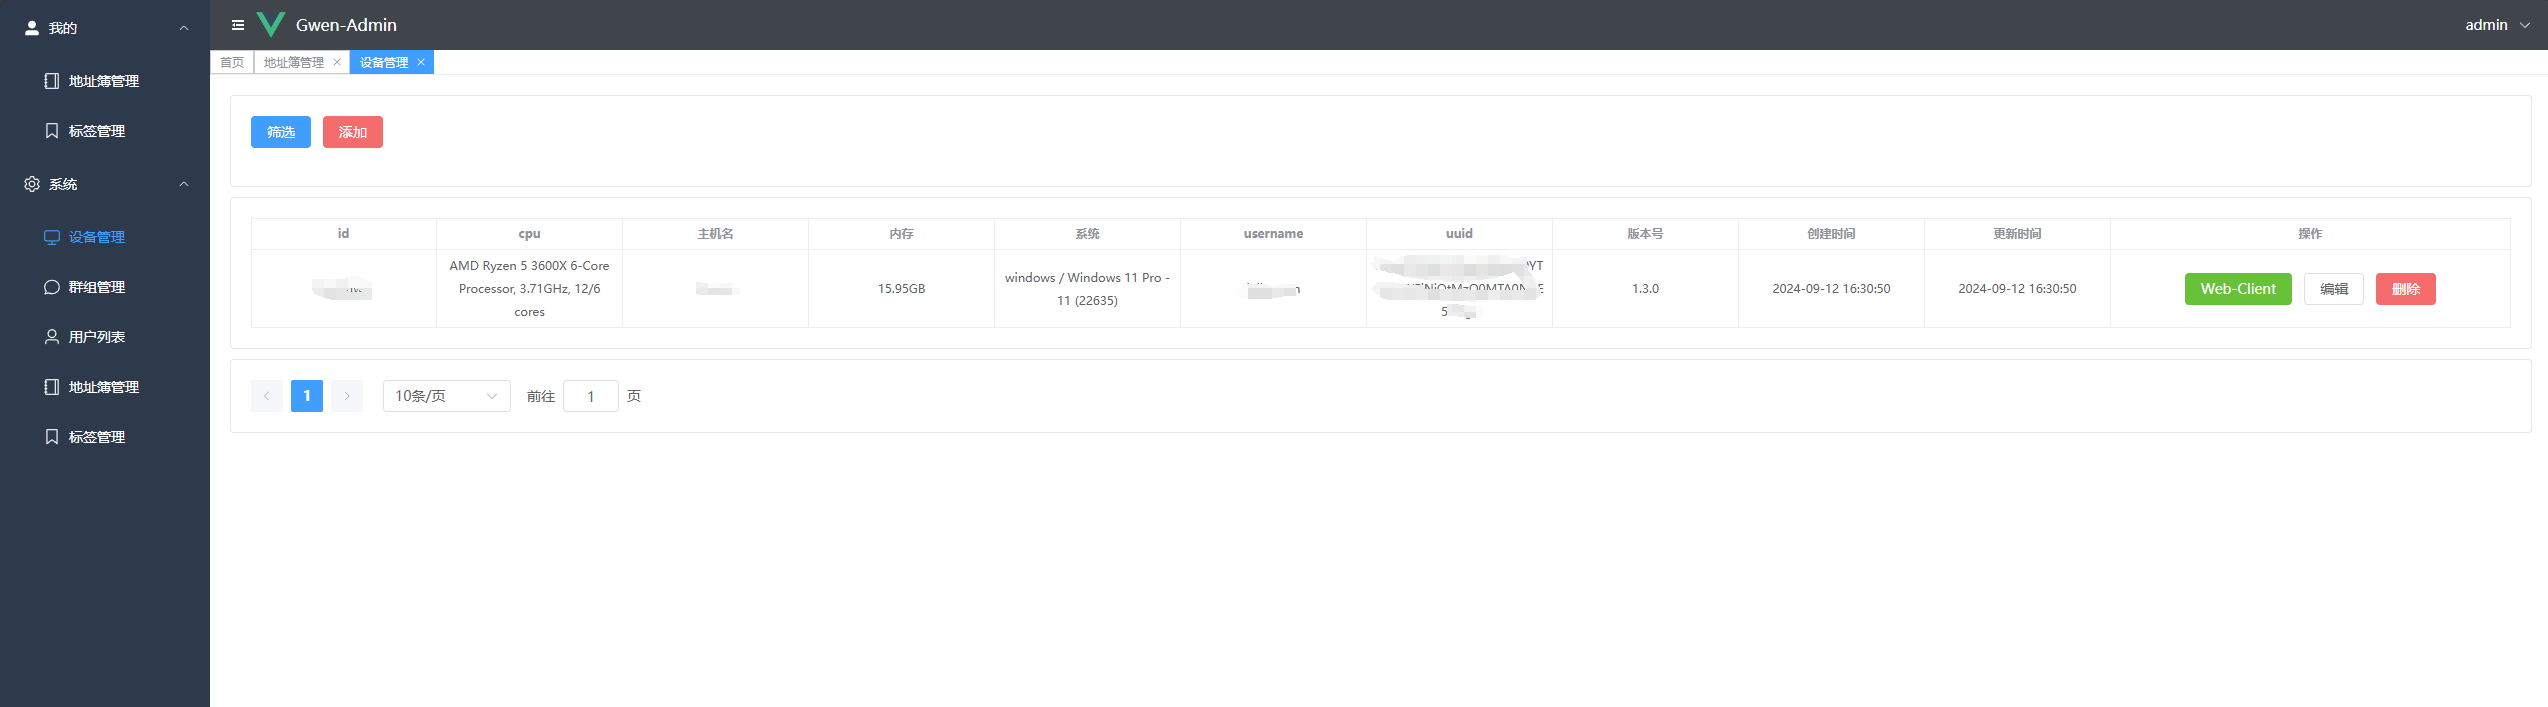 我的
地址簿管理
标签管理
系统
设备管理
群组管理
用户列表
地址簿管理
标签管理
Gwen-Admin
admin
首页 地址簿管理 设备管理
筛选 添加
id cpu 主机名 内存 系统 username uuid 版本号 创建时间 更新时间 操作
AMD Ryzen 5 3600X 6-Core
Processor, 3.71GHz, 12/6
cores
15.95GB
windows / Windows 11 Pro -
11 (22635)
1.3.0
2024-09-12 16:30:50
2024-09-12 16:30:50
Web-Client 编辑 删除
1 10条/页 前往 1 页